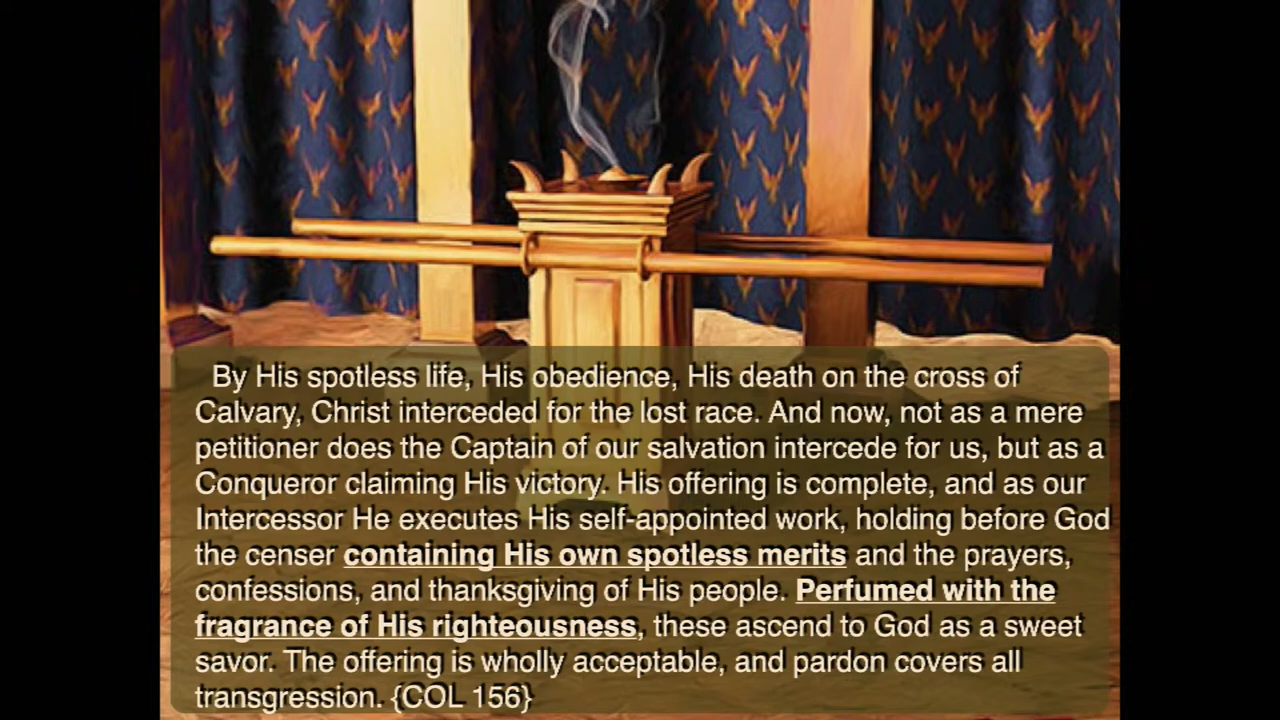 By His spotless life, His obedience, His death on the cross of
Calvary, Christ interceded for the lost race. And now, not as a mere
petitioner does the Captain of our salvation intercede for us, but as a
Conqueror claiming His victory. His offering is complete, and as our
Intercessor He executes His self-appointed work, holding before God
the censer containing His own spotless merits and the prayers,
confessions, and thanksgiving of His people. Perfumed with the
fragrance of His righteousness, these ascend to God as a sweet
savor. The offering is wholly acceptable, and pardon covers all
transgression. {COL 156}